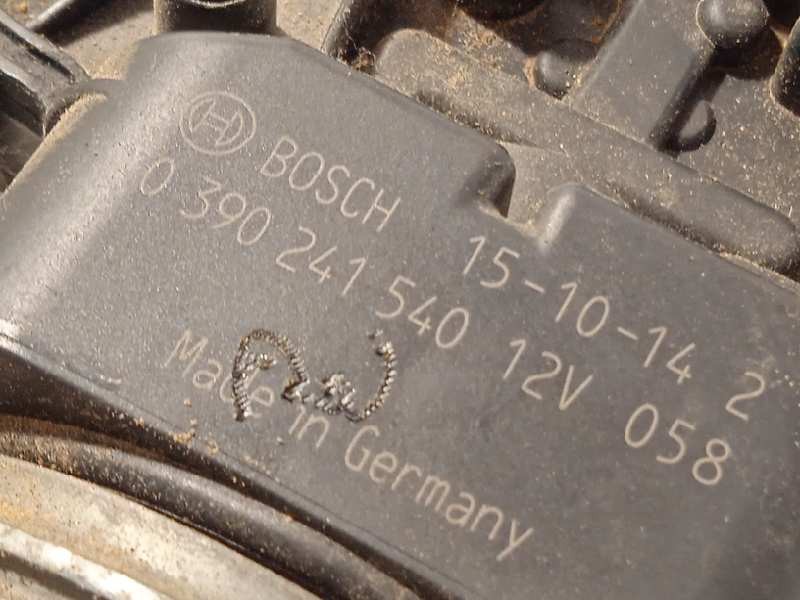 BOSCH 15-10-14 2
0 390 241 540 12V 058
Made in Germany